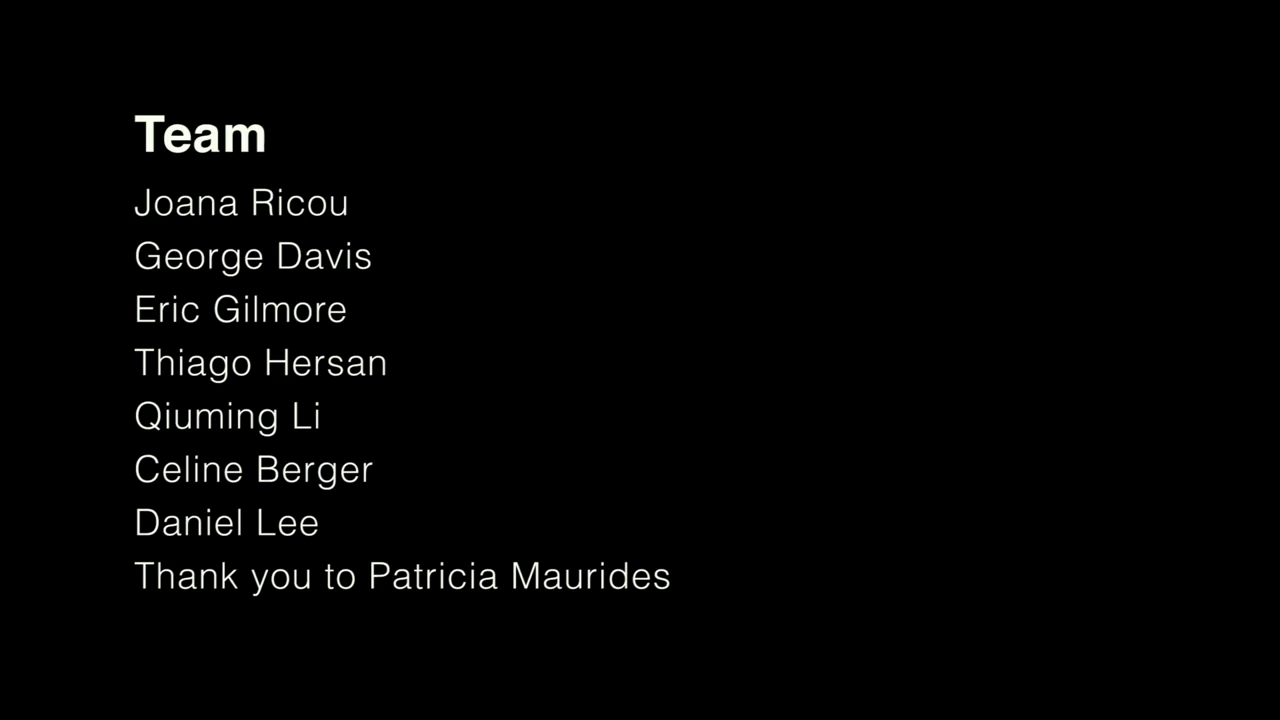 Team
Joana Ricou
George Davis
Eric Gilmore
Thiago Hersan
Qiuming Li
Celine Berger
Daniel Lee
Thank you to Patricia Maurides